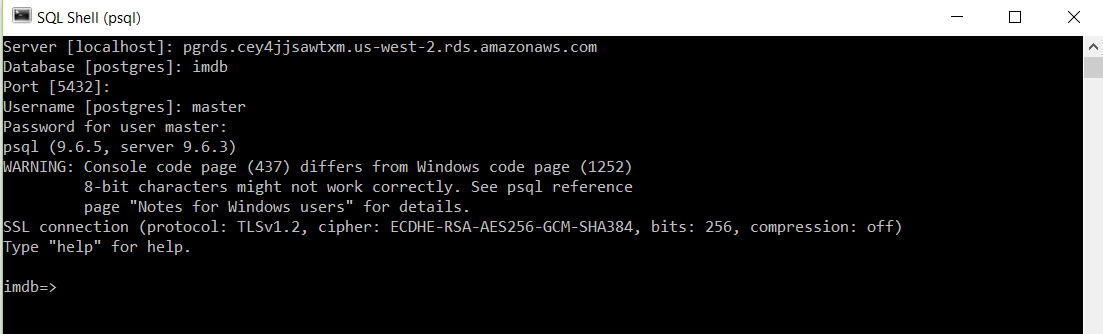 SQL Shell (psql)
Server [localhost]: pgrds.cey4jjsawtxm.us-west-2.rds.amazonaws.com
Database [postgres]: imdb
Port [5432]:
Username [postgres]: master
Password for user master:
psql (9.6.5, server 9.6.3)
WARNING: Console code page (437) differs from Windows code page (1252)
         8-bit characters might not work correctly. See psql reference
         page "Notes for Windows users" for details.
SSL connection (protocol: TLSv1.2, cipher: ECDHE-RSA-AES256-GCM-SHA384, bits: 256, compression: off)
Type "help" for help.
imdb=>